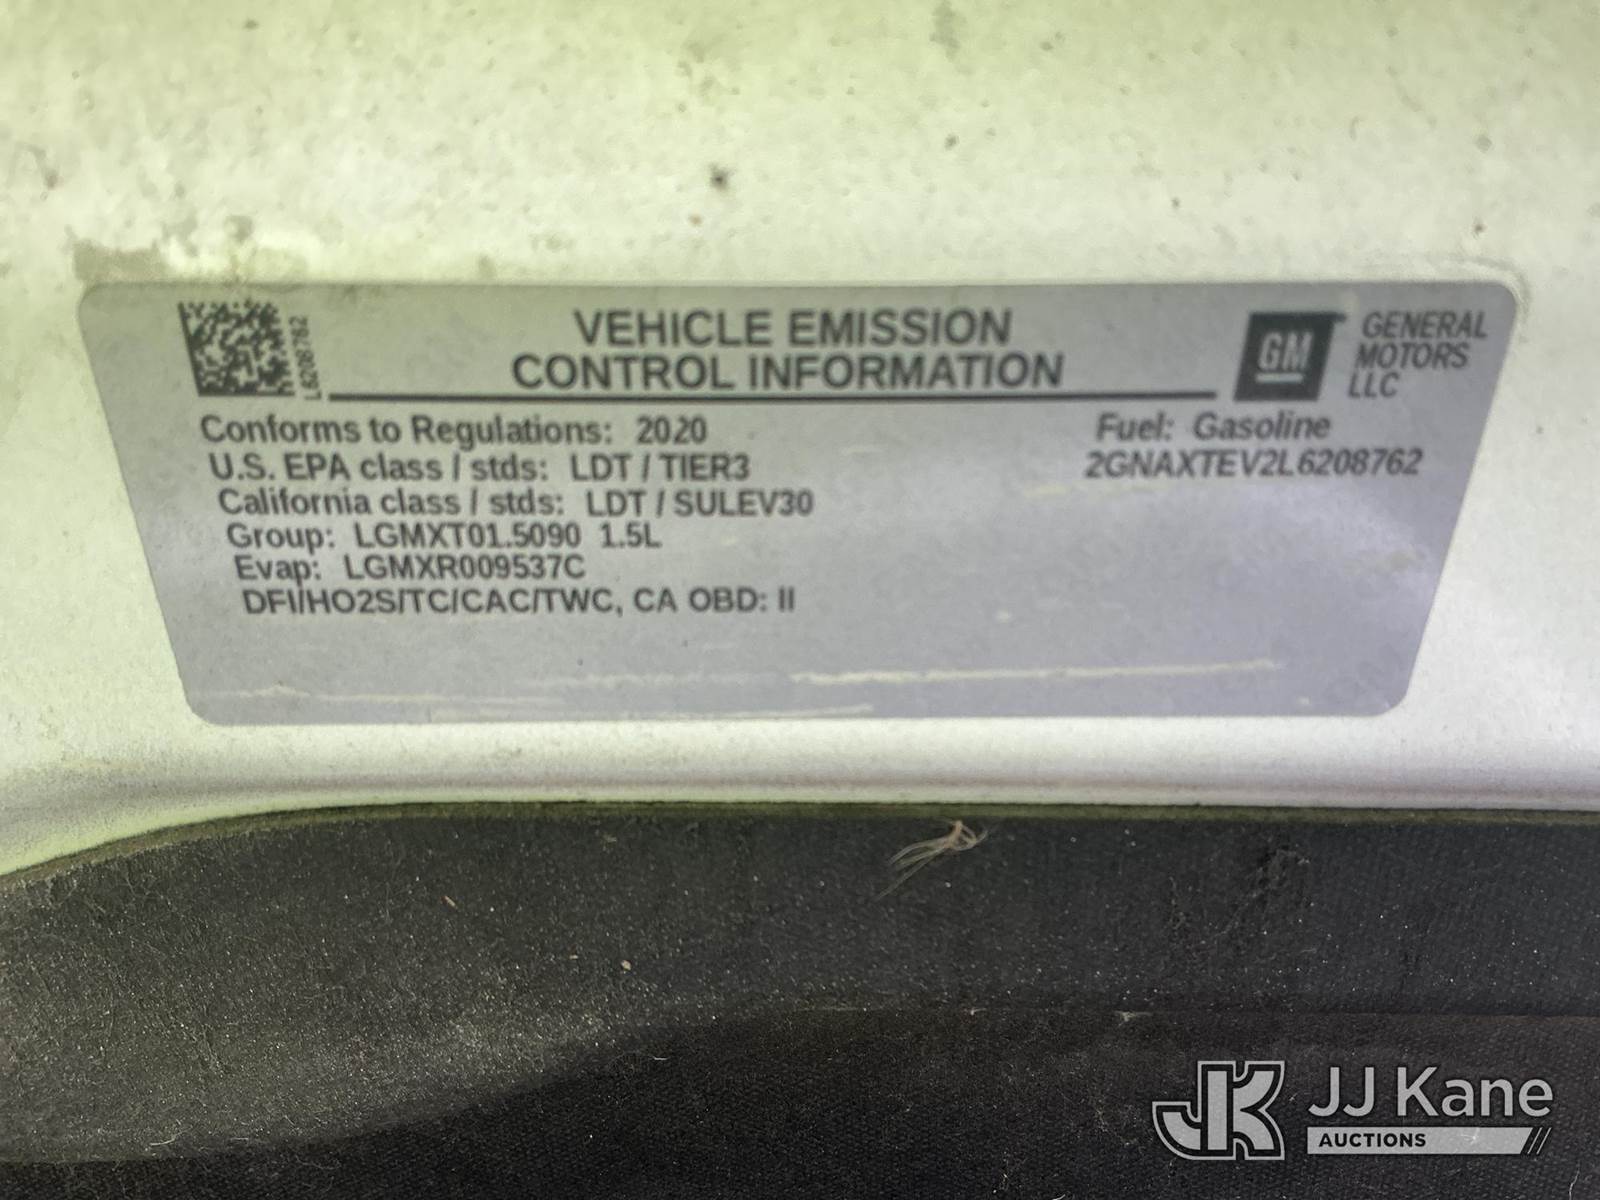 L6208762
VEHICLE EMISSION
CONTROL INFORMATION
GM
GENERAL
MOTORS
LLC
Conforms to Regulations: 2020
U.S. EPA class / stds: LDT / TIER3
California class / stds: LDT / SULEV30
Group: LGMXT01.5090 1.5L
Evap: LGMXR009537C
DFI/HO2S/TC/CAC/TWC, CA OBD: II
Fuel: Gasoline
2GNAXTEV2L6208762
JK JJ Kane
AUCTIONS